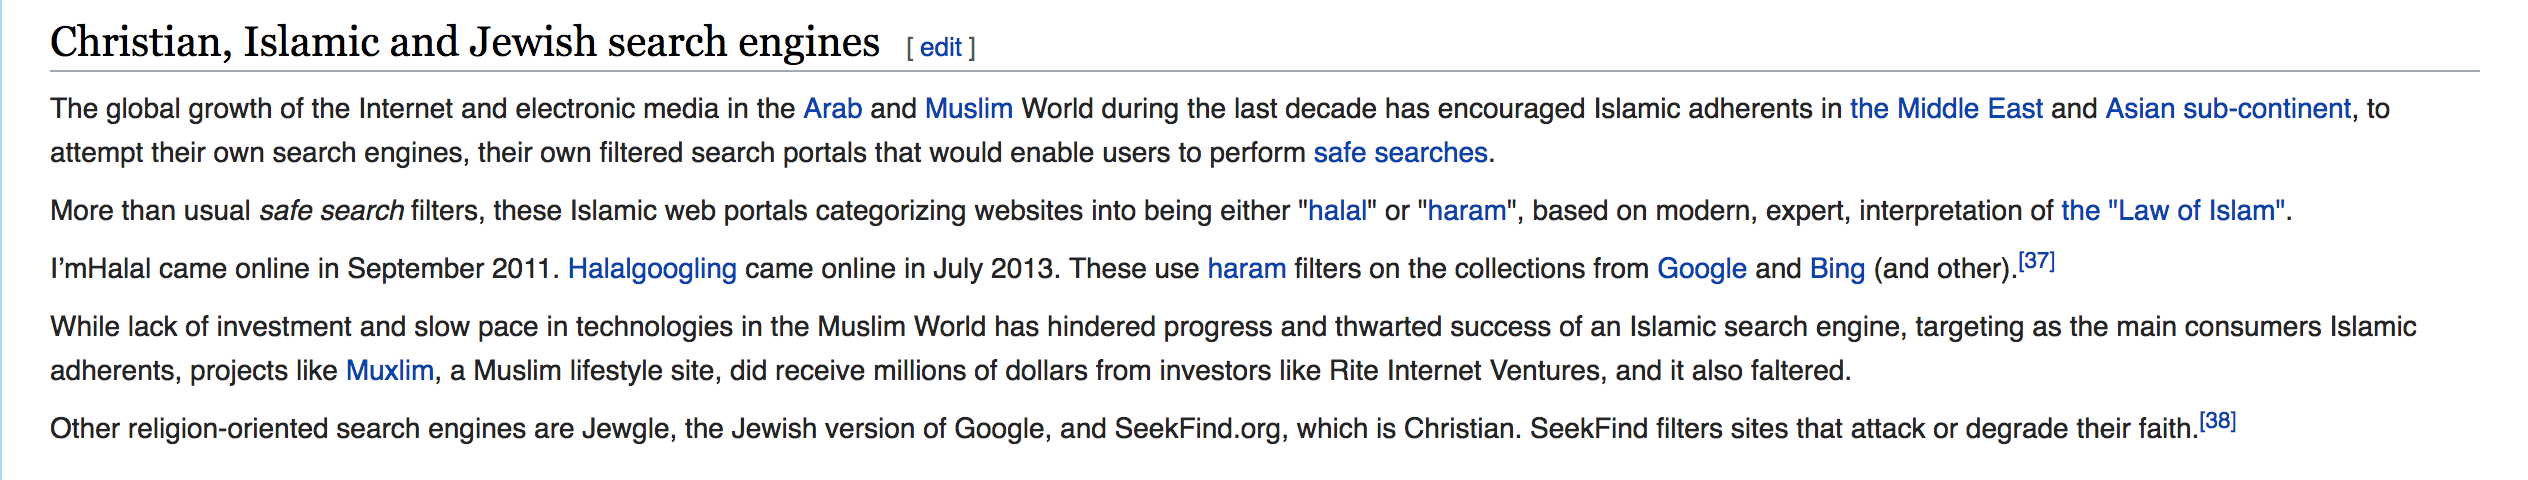 Christian, Islamic and Jewish search engines [ edit ]
The global growth of the Internet and electronic media in the Arab and Muslim World during the last decade has encouraged Islamic adherents in the Middle East and Asian sub-continent, to
attempt their own search engines, their own filtered search portals that would enable users to perform safe searches.
More than usual safe search filters, these Islamic web portals categorizing websites into being either "halal" or "haram", based on modern, expert, interpretation of the "Law of Islam".
I’mHalal came online in September 2011. Halalgoogling came online in July 2013. These use haram filters on the collections from Google and Bing (and other).[37]
While lack of investment and slow pace in technologies in the Muslim World has hindered progress and thwarted success of an Islamic search engine, targeting as the main consumers Islamic
adherents, projects like Muxlim, a Muslim lifestyle site, did receive millions of dollars from investors like Rite Internet Ventures, and it also faltered.
Other religion-oriented search engines are Jewgle, the Jewish version of Google, and SeekFind.org, which is Christian. SeekFind filters sites that attack or degrade their faith.[38]